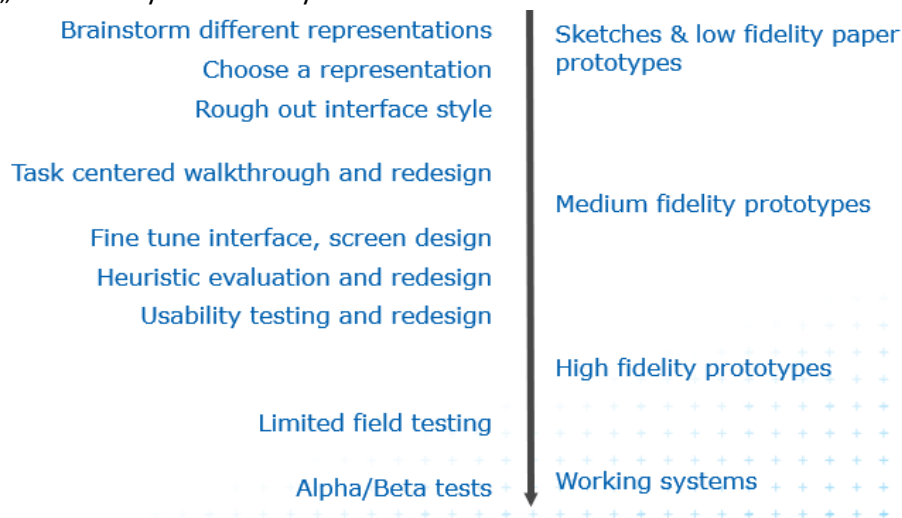 Brainstorm different representations
Choose a representation
Rough out interface style
Task centered walkthrough and redesign
Fine tune interface, screen design
Heuristic evaluation and redesign
Usability testing and redesign
Limited field testing
Alpha/Beta tests
Sketches & low fidelity paper
prototypes
Medium fidelity prototypes
High fidelity prototypes
Working systems